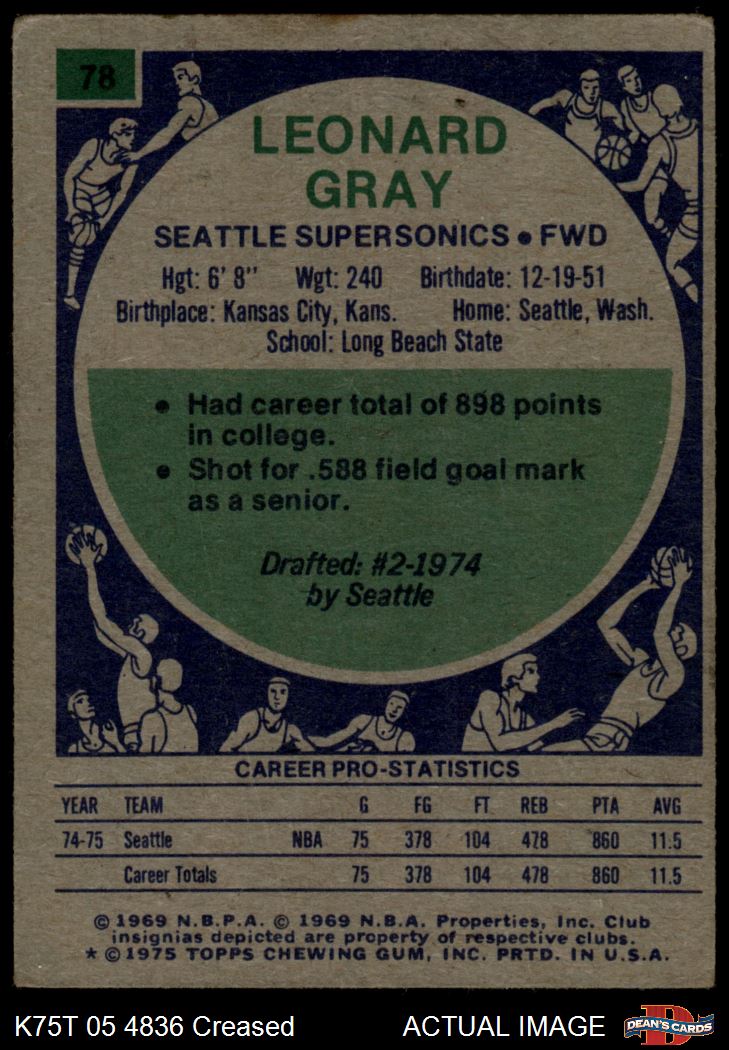 78
LEONARD
GRAY
SEATTLE SUPERSONICS • FWD
Hgt: 6' 8" Wgt: 240 Birthdate: 12-19-51
Birthplace: Kansas City, Kans. Home: Seattle, Wash.
School: Long Beach State
• Had career total of 898 points
in college.
• Shot for .588 field goal mark
as a senior.
Drafted: #2-1974
by Seattle
CAREER PRO-STATISTICS
YEAR TEAM G FG FT REB PTA AVG
74-75 Seattle NBA 75 378 104 478 860 11.5
Career Totals 75 378 104 478 860 11.5
© 1969 N.B.P.A. © 1969 N.B.A. Properties, Inc. Club
insignias depicted are property of respective clubs.
* © 1975 TOPPS CHEWING GUM, INC. PRTD. IN U.S.A.
K75T 05 4836 Creased ACTUAL IMAGE
D
DEAN'S CARDS